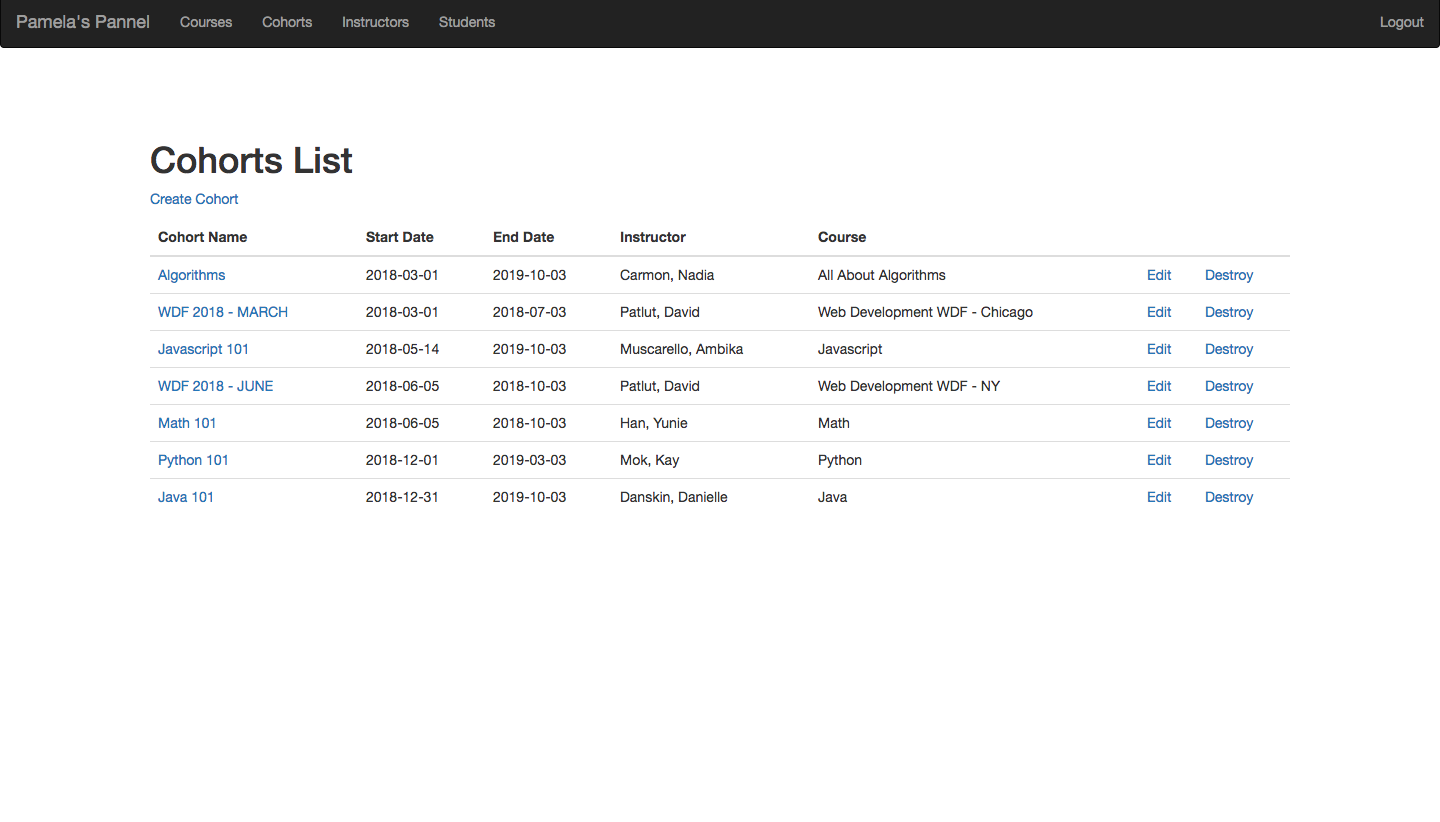 Pamela's Pannel Courses Cohorts Instructors Students Logout
Cohorts List
Create Cohort
Cohort Name Start Date End Date Instructor Course
Algorithms 2018-03-01 2019-10-03 Carmon, Nadia All About Algorithms Edit Destroy
WDF 2018 - MARCH 2018-03-01 2018-07-03 Patlut, David Web Development WDF - Chicago Edit Destroy
Javascript 101 2018-05-14 2019-10-03 Muscarello, Ambika Javascript Edit Destroy
WDF 2018 - JUNE 2018-06-05 2018-10-03 Patlut, David Web Development WDF - NY Edit Destroy
Math 101 2018-06-05 2018-10-03 Han, Yunie Math Edit Destroy
Python 101 2018-12-01 2019-03-03 Mok, Kay Python Edit Destroy
Java 101 2018-12-31 2019-10-03 Danskin, Danielle Java Edit Destroy